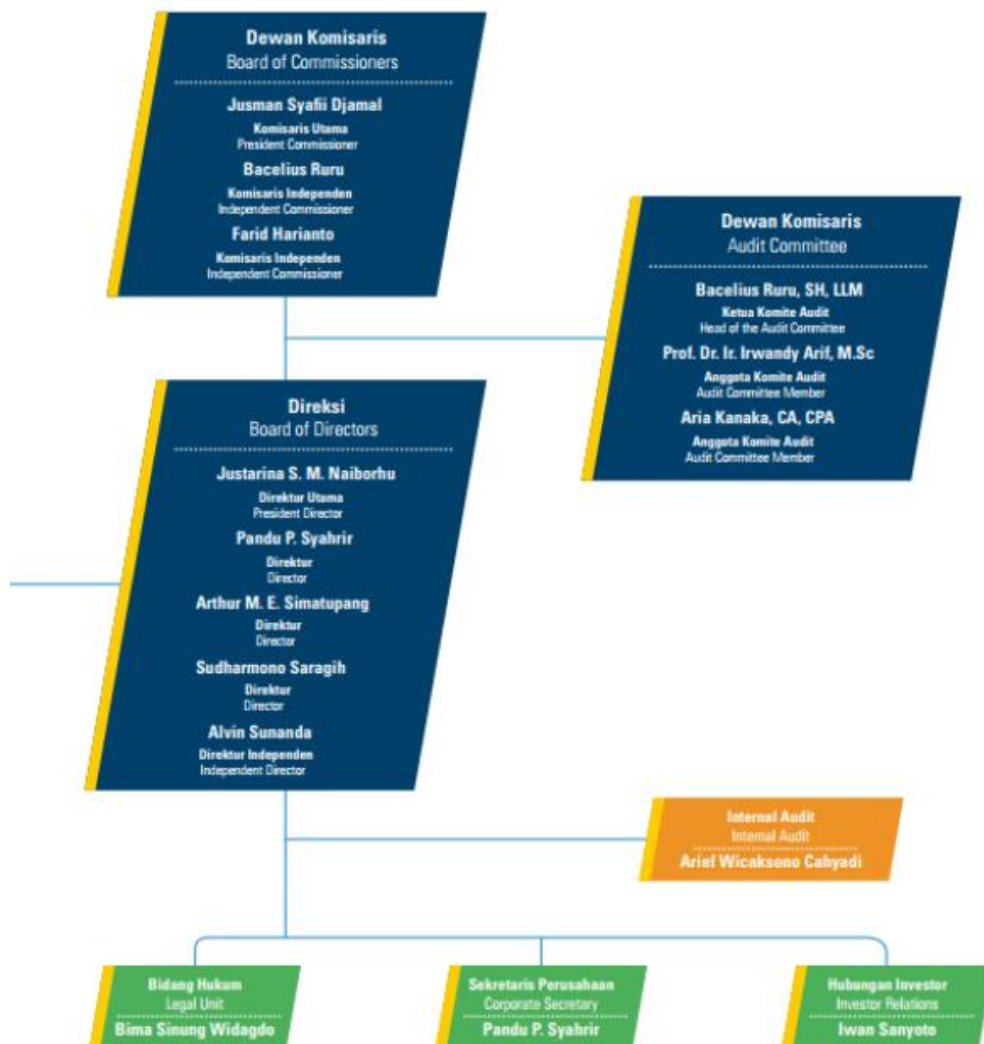 Dewan Komisaris
Board of Commissioners
Jusman Syafii Djamal
Komisaris Utama
President Commissioner
Bacelius Ruru
Komisaris Independen
Independent Commissioner
Farid Harianto
Komisaris Independen
Independent Commissioner
Dewan Komisaris
Audit Committee
Bacelius Ruru, SH, LLM
Ketua Komite Audit
Head of the Audit Committee
Prof. Dr. Ir. Irwandy Arif, M.Sc
Anggota Komite Audit
Audit Committee Member
Aria Kanaka, CA, CPA
Anggota Komite Audit
Audit Committee Member
Direksi
Board of Directors
Justarina S. M. Naiborhu
Direktur Utama
President Director
Pandu P. Syahrir
Direktur
Director
Arthur M. E. Simatupang
Direktur
Director
Sudharmono Saragih
Direktur
Director
Alvin Sunanda
Direktur Independen
Independent Director
Internal Audit
Internal Audit
Arief Wicaksono Cabyadi
Bidang Hukum
Legal Unit
Bima Sinung Widagdo
Sekretaris Perusahaan
Corporate Secretary
Pandu P. Syahrir
Hubungan Investor
Investor Relations
Iwan Sanyoto